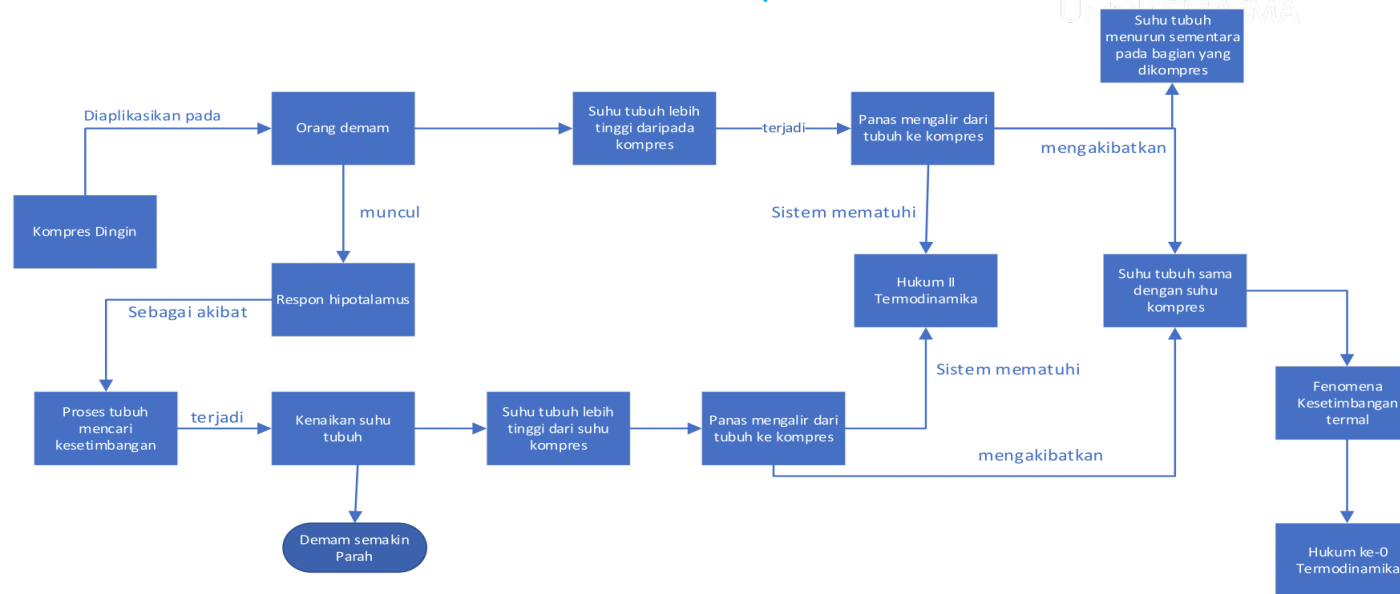 Suhu tubuh
menurun sementara
pada bagian yang
dikompres
Diaplikasikan pada
Orang demam
Suhu tubuh lebih
tinggi daripada
kompres
terjadi
Panas mengalir dari
tubuh ke kompres
mengakibatkan
Kompres Dingin
muncul
Sistem mematuhi
Respon hipotalamus
Hukum II
Termodinamika
Suhu tubuh sama
dengan suhu
kompres
Sebagai akibat
Sistem mematuhi
Proses tubuh
mencari
kesetimbangan
terjadi
Kenaikan suhu
tubuh
Suhu tubuh lebih
tinggi dari suhu
kompres
Panas mengalir dari
tubuh ke kompres
mengakibatkan
Fenomena
Kesetimbangan
termal
Demam semakin
Parah
Hukum ke-0
Termodinamika